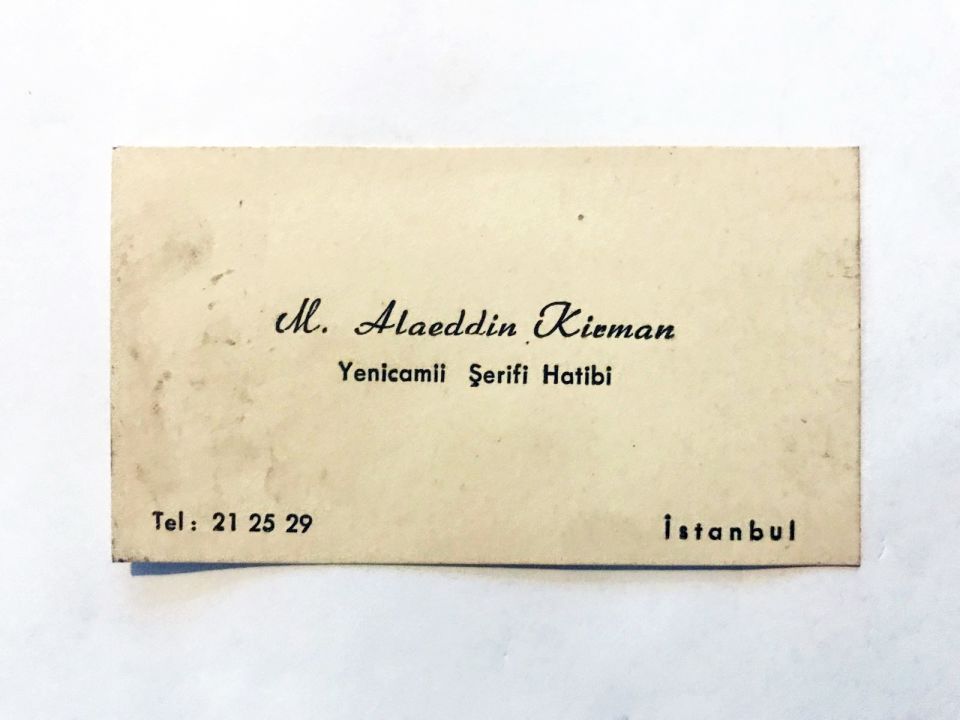 M. Alaeddin Kirman
Yenicamii Şerifi Hatibi
Tel: 21 25 29
İstanbul